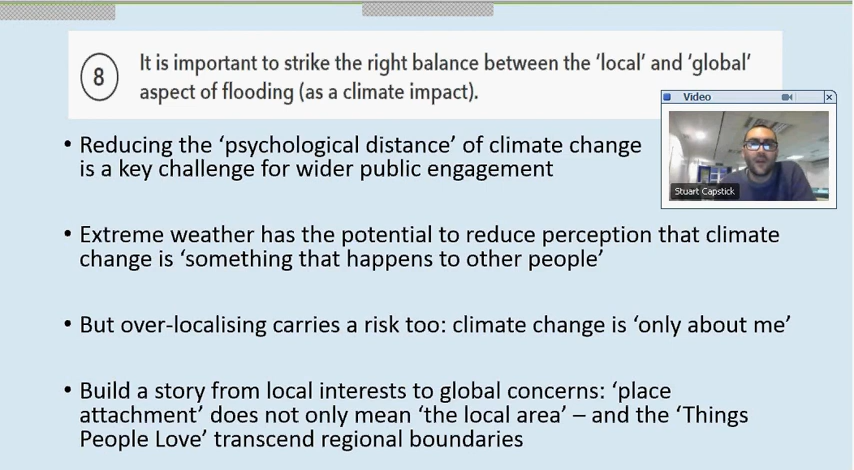 8
It is important to strike the right balance between the ‘local’ and ‘global’
aspect of flooding (as a climate impact).
Video
Stuart Capstick
• Reducing the ‘psychological distance’ of climate change
is a key challenge for wider public engagement
• Extreme weather has the potential to reduce perception that climate
change is ‘something that happens to other people’
• But over-localising carries a risk too: climate change is ‘only about me’
• Build a story from local interests to global concerns: ‘place
attachment’ does not only mean ‘the local area’ – and the ‘Things
People Love’ transcend regional boundaries